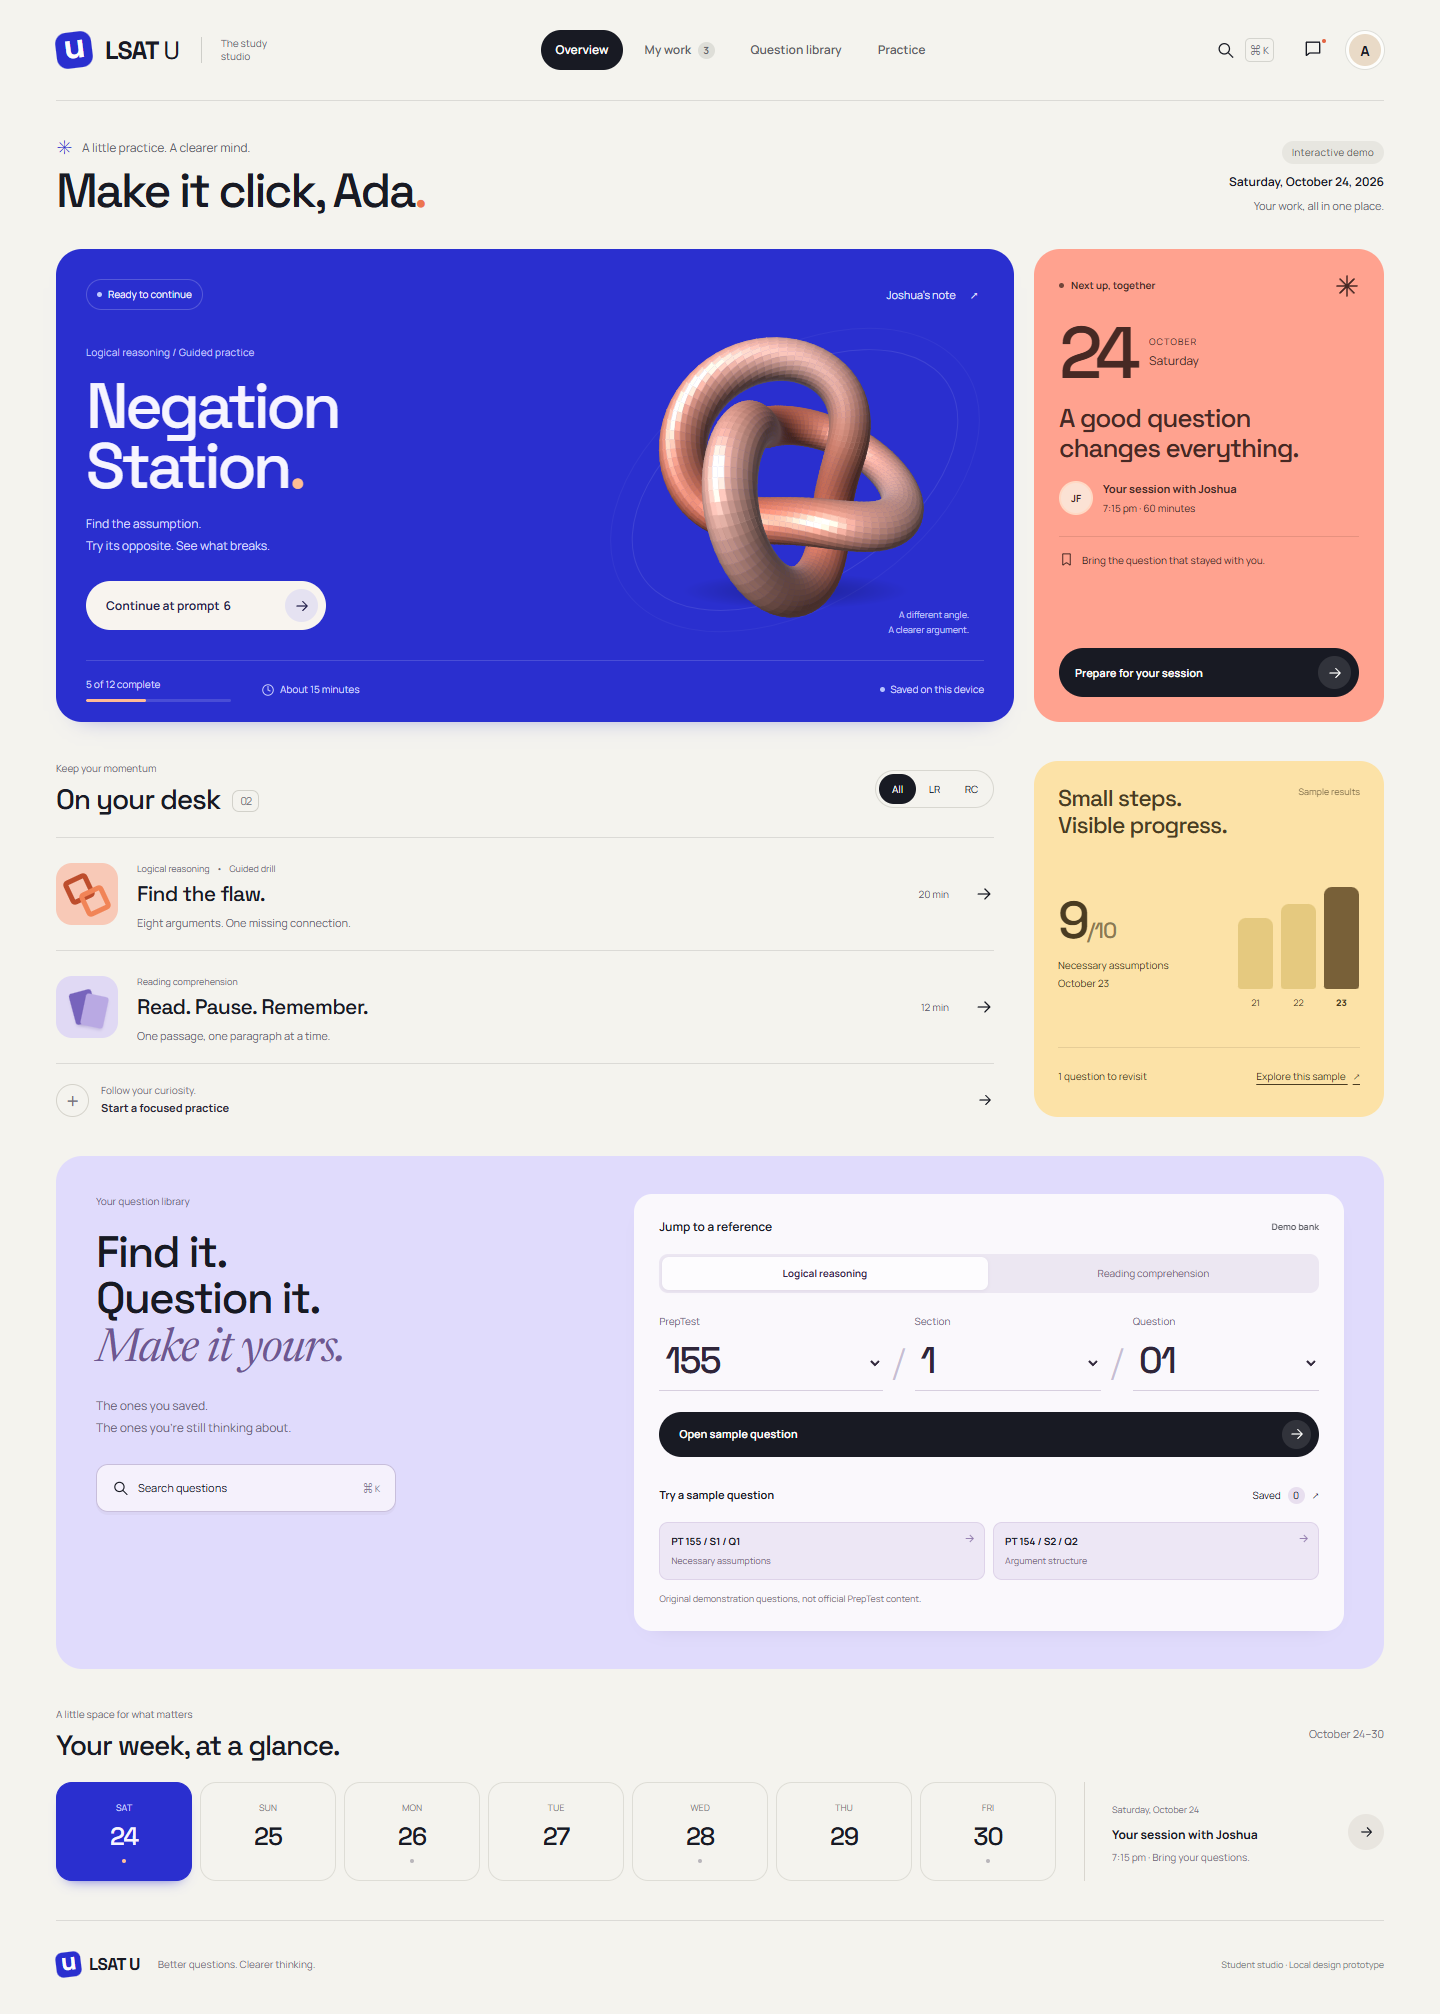 u LSAT U
The study
studio
Overview
My work 3
Question library
Practice
⌘ K
A
A little practice. A clearer mind.
Make it click, Ada.
Interactive demo
Saturday, October 24, 2026
Your work, all in one place.
Ready to continue
Joshua's note ↗
Logical reasoning / Guided practice
Negation
Station.
Find the assumption.
Try its opposite. See what breaks.
Continue at prompt 6
A different angle.
A clearer argument.
5 of 12 complete
About 15 minutes
Saved on this device
Next up, together
24
OCTOBER
Saturday
A good question
changes everything.
JF
Your session with Joshua
7:15 pm · 60 minutes
Bring the question that stayed with you.
Prepare for your session
Keep your momentum
On your desk 02
All LR RC
Logical reasoning • Guided drill
Find the flaw.
Eight arguments. One missing connection.
20 min
Reading comprehension
Read. Pause. Remember.
One passage, one paragraph at a time.
12 min
Follow your curiosity.
Start a focused practice
Small steps.
Visible progress.
Sample results
9/10
Necessary assumptions
October 23
21 22 23
1 question to revisit
Explore this sample ↗
Your question library
Find it.
Question it.
Make it yours.
The ones you saved.
The ones you're still thinking about.
Search questions ⌘ K
Jump to a reference
Demo bank
Logical reasoning
Reading comprehension
PrepTest Section Question
155 / 1 / 01
Open sample question
Try a sample question
Saved 0 ↗
PT 155 / S1 / Q1
Necessary assumptions
PT 154 / S2 / Q2
Argument structure
Original demonstration questions, not official PrepTest content.
A little space for what matters
Your week, at a glance.
October 24–30
SAT SUN MON TUE WED THU FRI
24 25 26 27 28 29 30
Saturday, October 24
Your session with Joshua
7:15 pm · Bring your questions.
u LSAT U
Better questions. Clearer thinking.
Student studio · Local design prototype